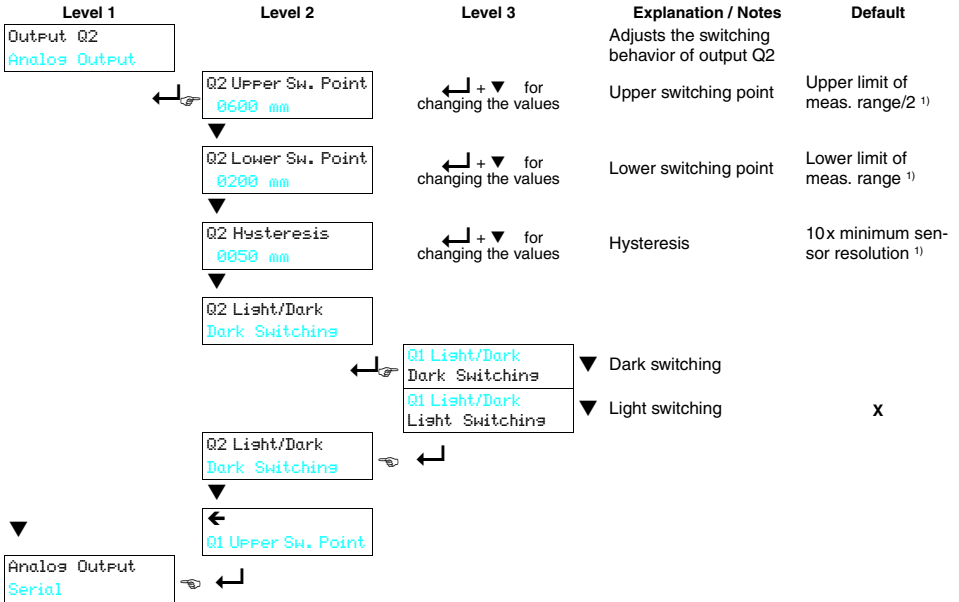 Level 1 Level 2 Level 3 Explanation / Notes Default
Output Q2
Analog Output
Adjusts the switching
behavior of output Q2
Q2 Upper Sw. Point
0600 mm
+ ▼ for
changing the values
Upper switching point
Upper limit of
meas. range/2 1)
Q2 Lower Sw. Point
0200 mm
+ ▼ for
changing the values
Lower switching point
Lower limit of
meas. range 1)
Q2 Hysteresis
0050 mm
+ ▼ for
changing the values
Hysteresis
10x minimum sen-
sor resolution 1)
Q2 Light/Dark
Dark Switching
Q1 Light/Dark
Dark Switching
Dark switching
Q1 Light/Dark
Light Switching
Light switching
X
Q2 Light/Dark
Dark Switching
Q1 Upper Sw. Point
Analog Output
Serial